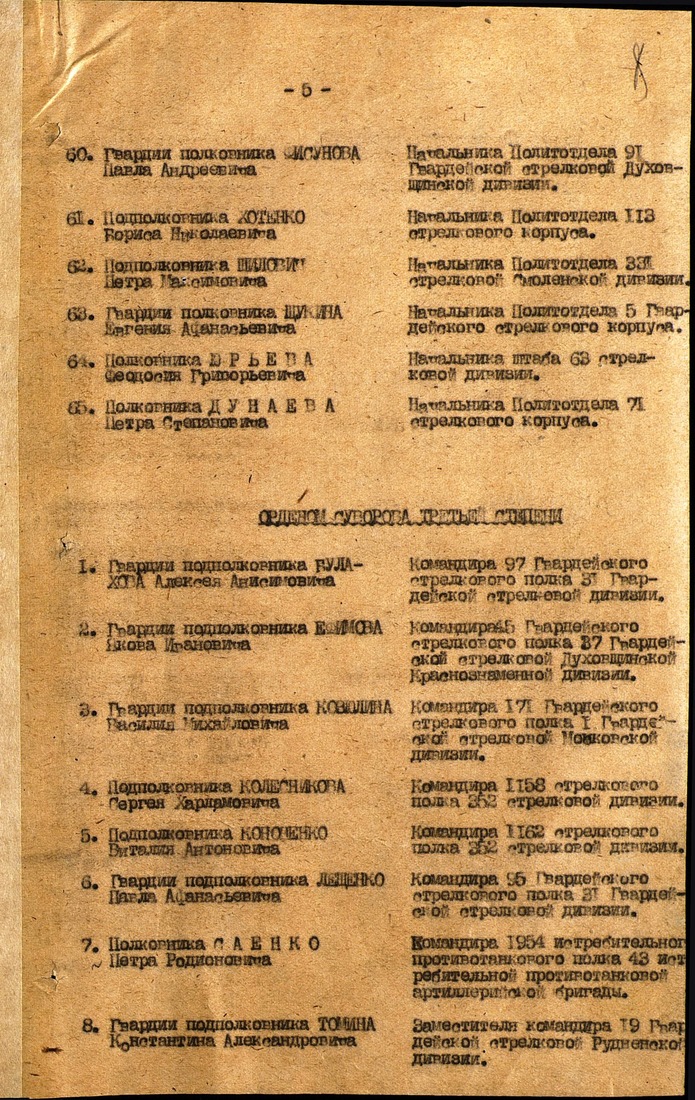 - 5 -
60. Гвардии полковника ФИСУНОВА Начальника Политотдела 91
Павла Андреевича Гвардейской стрелковой Духов-
щинской дивизии.
61. Подполковника ХОТЕНКО Начальника Политотдела 113
Бориса Николаевича стрелкового корпуса.
62. Подполковника ШИЛОВИЧ Начальника Политотдела 331
Петра Максимовича стрелковой Смоленской дивизии.
63. Гвардии полковника ЩУКИНА Начальника Политотдела 5 Гвар-
Евгения Афанасьевича дейского стрелкового корпуса.
64. Полковника Ю Р Ь Е В А Начальника штаба 63 стрел-
Феодосия Григорьевича ковой дивизии.
65. Полковника Д У Н А Е В А Начальника Политотдела 71
Петра Степановича стрелкового корпуса.
ОРДЕНОМ СУВОРОВА ТРЕТЬЕЙ СТЕПЕНИ
1. Гвардии подполковника БУЛА- Командира 97 Гвардейского
ХОВА Алексея Анисимовича стрелкового полка 31 Гвар-
дейской стрелковой дивизии.
2. Гвардии подполковника ЕФИМОВА Командира 45 Гвардейского
Якова Ивановича стрелкового полка 17 Гвардей-
ской стрелковой Духовщинской
Краснознаменной дивизии.
3. Гвардии подполковника Командира 171 Гвардейского
Василия Михайловича стрелкового полка I Гвардей-
ской стрелковой Московской
дивизии.
4. Подполковника КОЛЕСНИКОВА Командира 1158 стрелкового
Сергея Харламовича полка 352 стрелковой дивизии.
5. Подполковника КОНОНЕНКО Командира 1162 стрелкового
Виталия Антоновича полка 352 стрелковой дивизии.
6. Гвардии подполковника ЛЕЩЕНКО Командира 95 Гвардейского
Павла Афанасьевича стрелкового полка 31 Гвардей-
ской стрелковой дивизии.
7. Полковника С А Е Н К О Командира 1954 истребительног
Петра Родионовича противотанкового полка 43 ист
ребительной противотанковой
артиллерийской бригады.
8. Гвардии подполковника ТОМИНА Заместителя командира 19 Гвар
Константина Александровича дейской стрелковой Рудненской
дивизии.